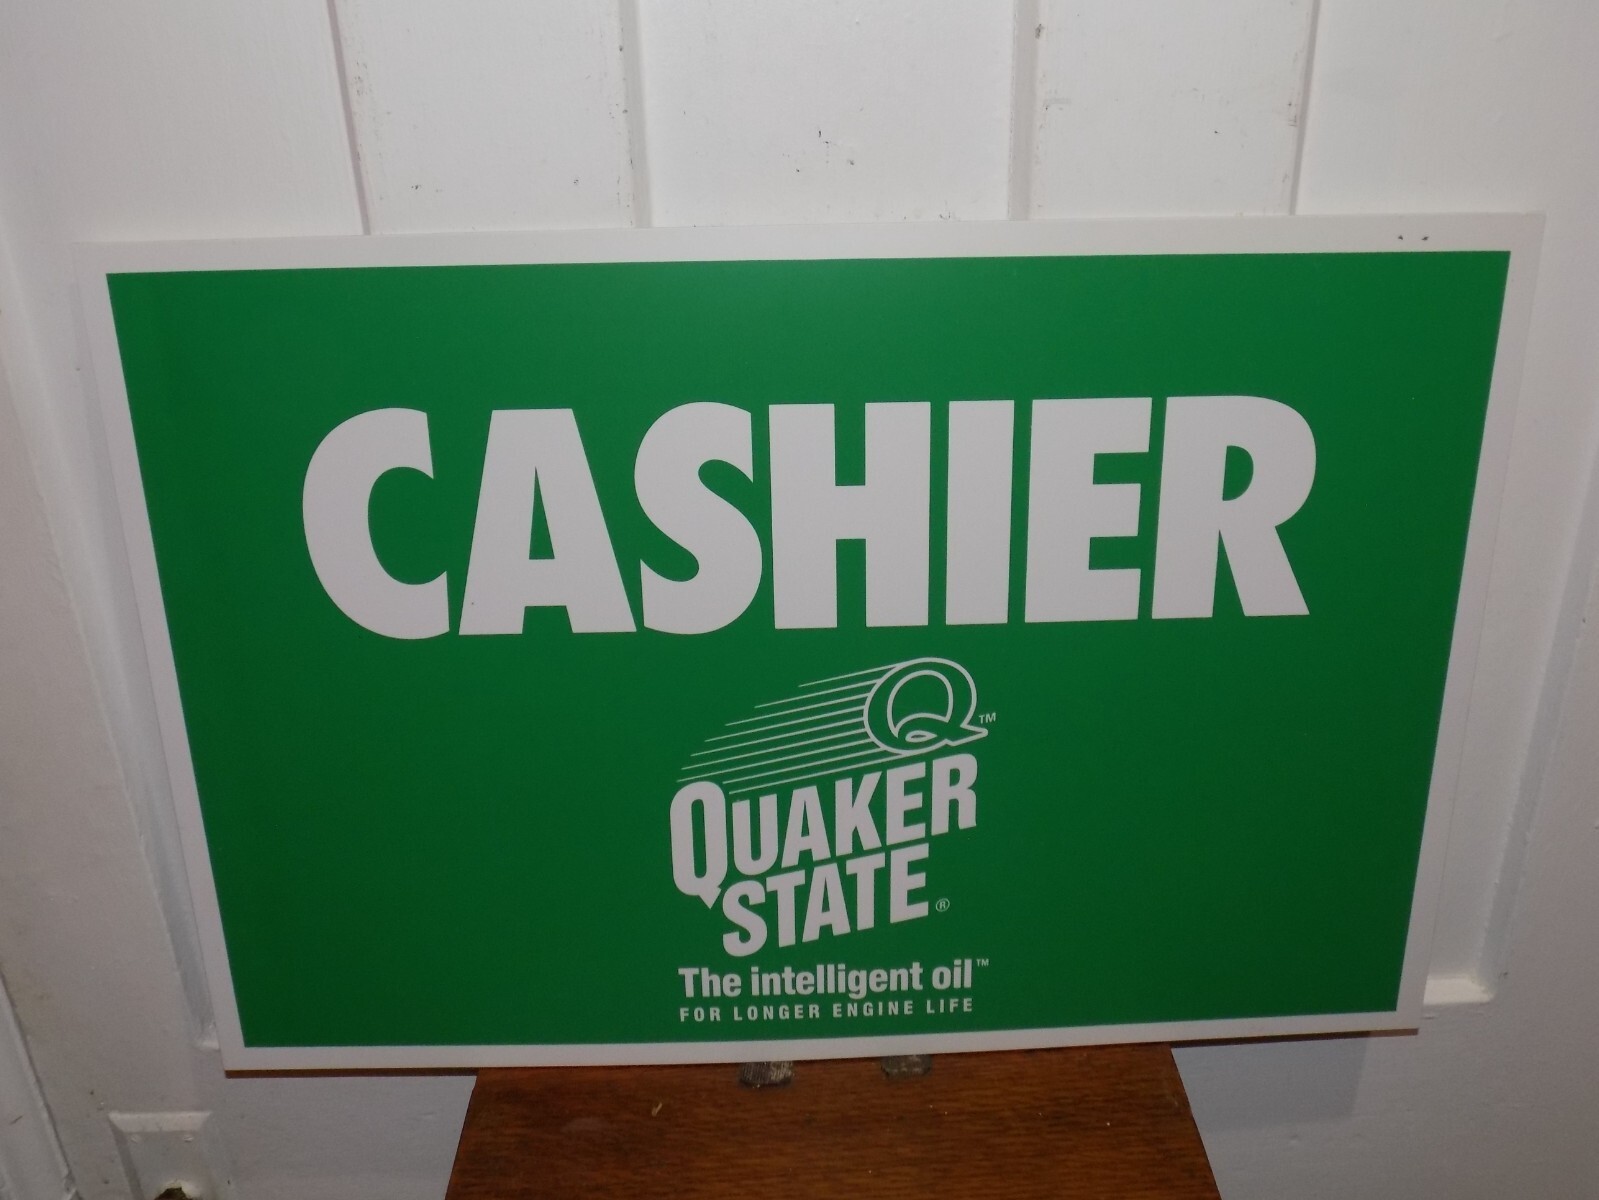 CASHIER
Q™
QUAKER
STATE®
The intelligent oil™
FOR LONGER ENGINE LIFE